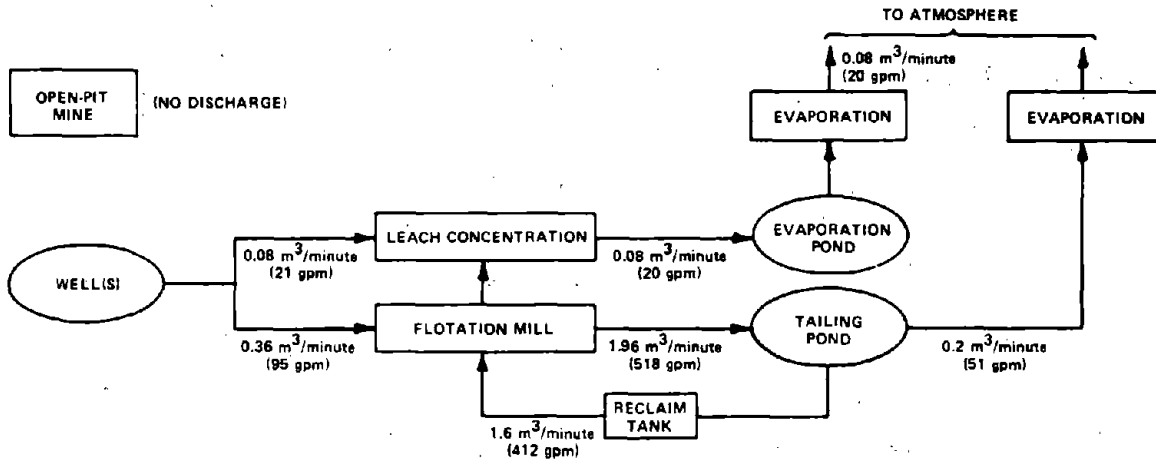 TO ATMOSPHERE
0.08 m³/minute
(20 gpm)
OPEN-PIT
MINE
(NO DISCHARGE)
EVAPORATION
EVAPORATION
LEACH CONCENTRATION
EVAPORATION
POND
0.08 m³/minute
(21 gpm)
0.08 m³/minute
(20 gpm)
WELL(S)
FLOTATION MILL
TAILING
POND
0.36 m³/minute
(95 gpm)
1.96 m³/minute
(518 gpm)
0.2 m³/minute
(51 gpm)
RECLAIM
TANK
1.6 m³/minute
(412 gpm)